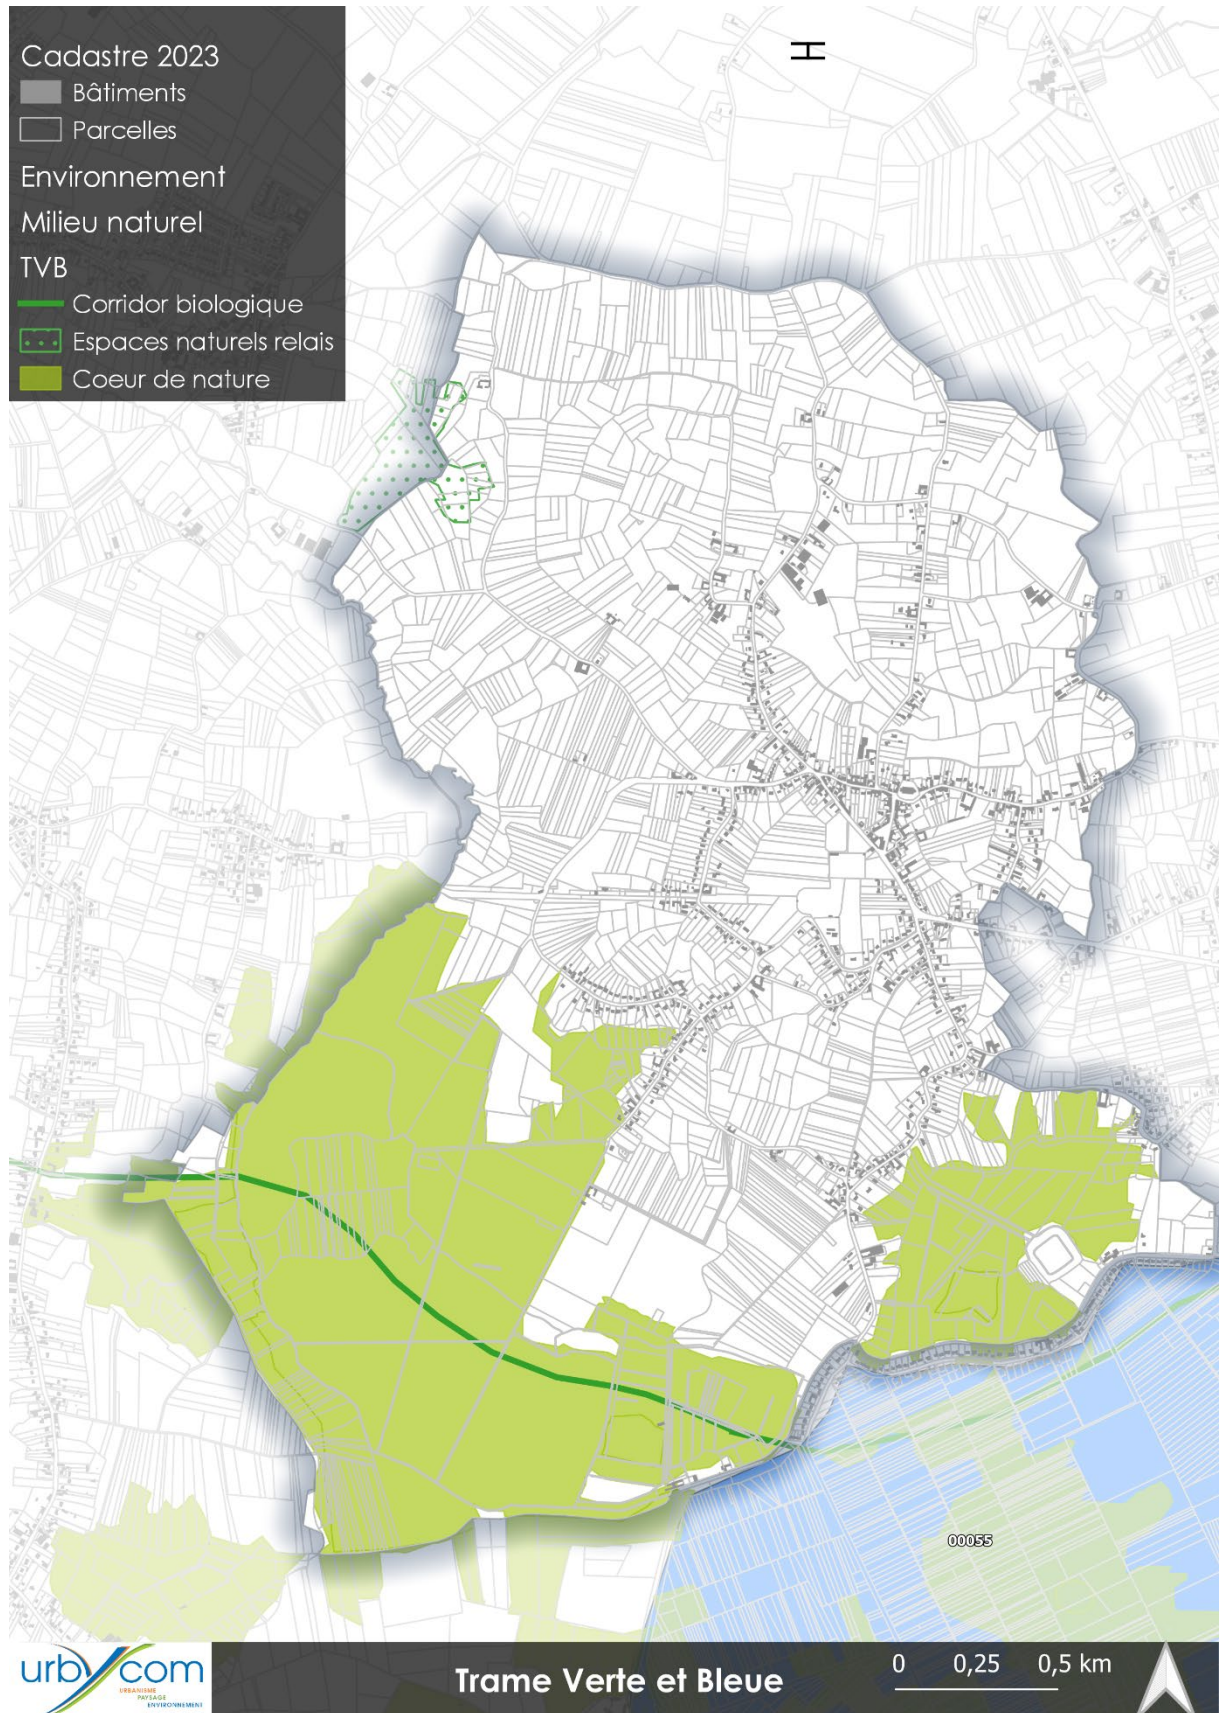 Cadastre 2023
Bâtiments
Parcelles
Environnement
Milieu naturel
TVB
Corridor biologique
Espaces naturels relais
Coeur de nature
00055
urbycom
URBANISME
PAYSAGE
ENVIRONNEMENT
Trame Verte et Bleue
0 0,25 0,5 km